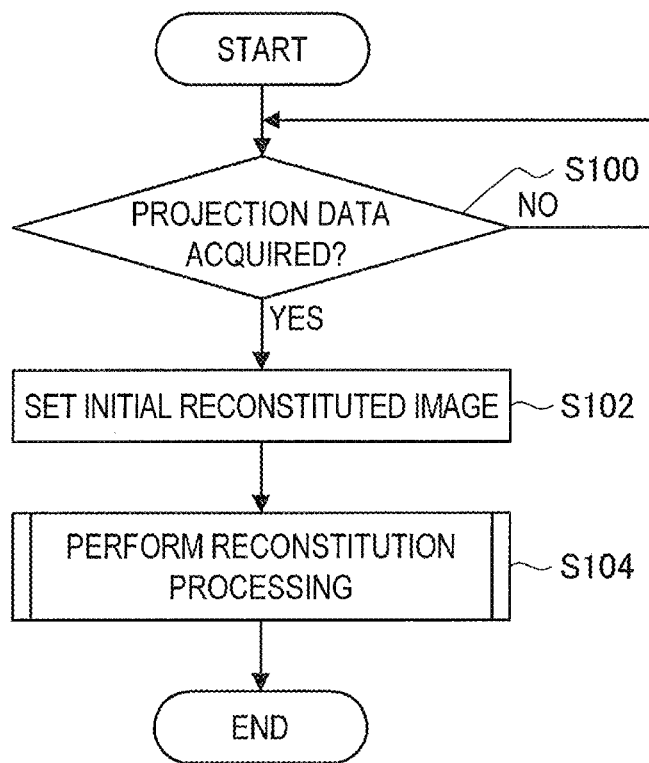 START
S100
PROJECTION DATA
ACQUIRED?
NO
YES
SET INITIAL RECONSTITUTED IMAGE
S102
PERFORM RECONSTITUTION
PROCESSING
S104
END